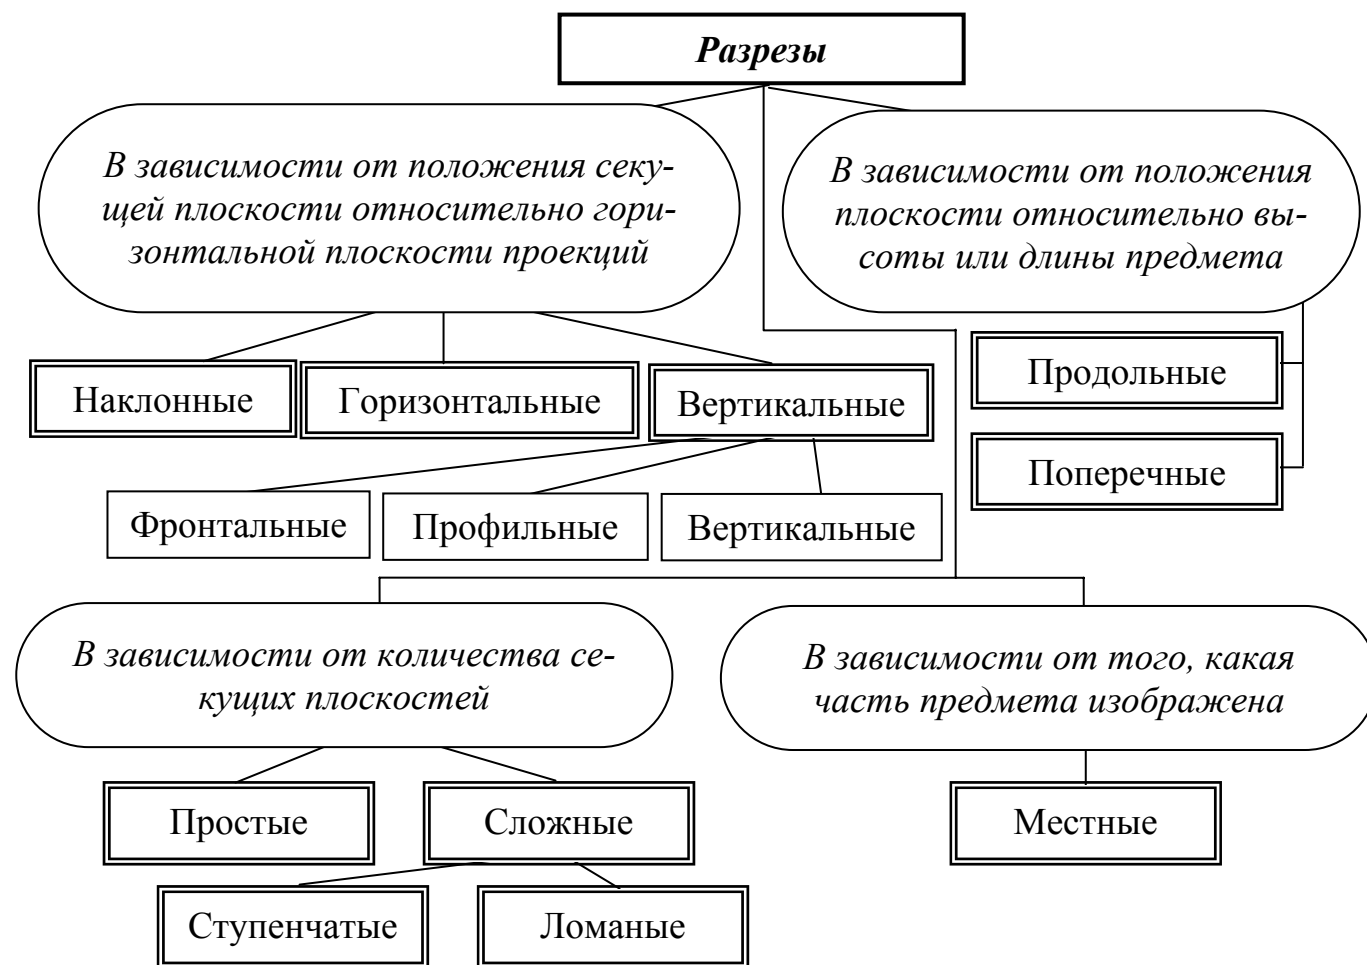 Разрезы
В зависимости от положения секу-
щей плоскости относительно гори-
зонтальной плоскости проекций
В зависимости от положения
плоскости относительно вы-
соты или длины предмета
Наклонные
Горизонтальные
Вертикальные
Продольные
Поперечные
Фронтальные
Профильные
Вертикальные
В зависимости от количества се-
кущих плоскостей
В зависимости от того, какая
часть предмета изображена
Простые
Сложные
Местные
Ступенчатые
Ломаные